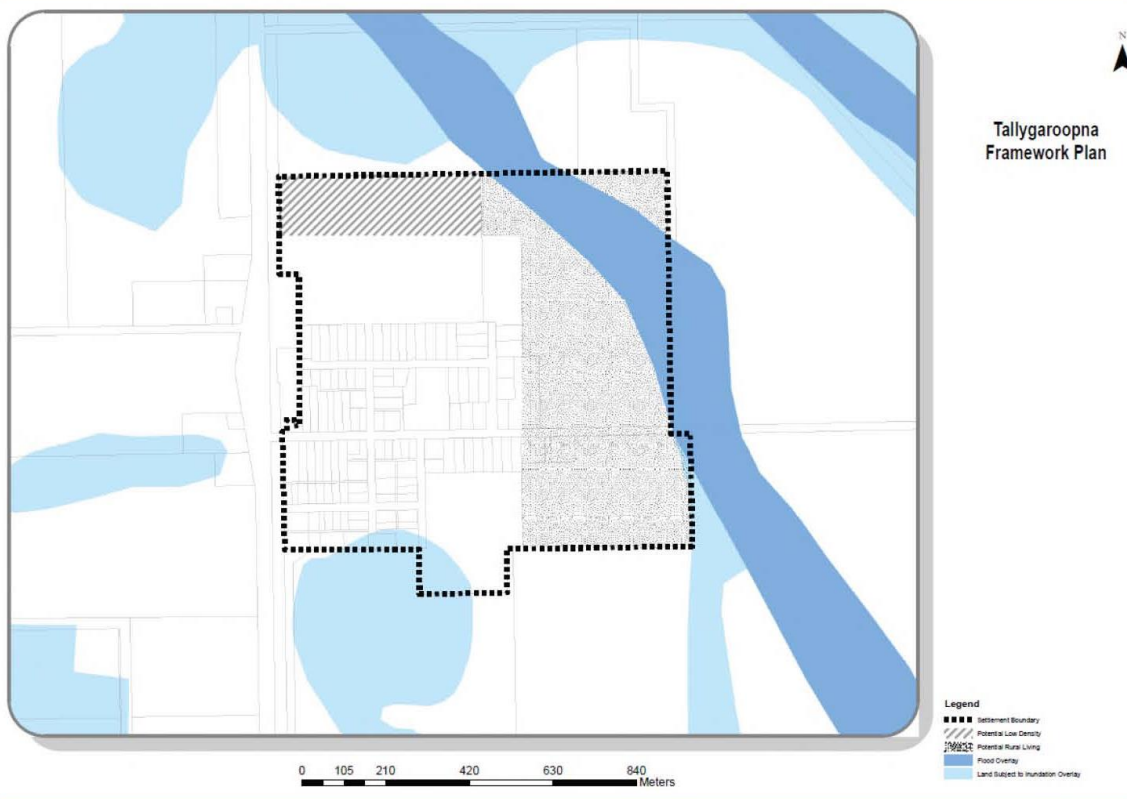 N
Tallygaroopna
Framework Plan
Legend
Settlement Boundary
Potential Low Density
Potential Rural Living
Flood Overlay
Land Subject to Inundation Overlay
0 105 210 420 630 840
Meters